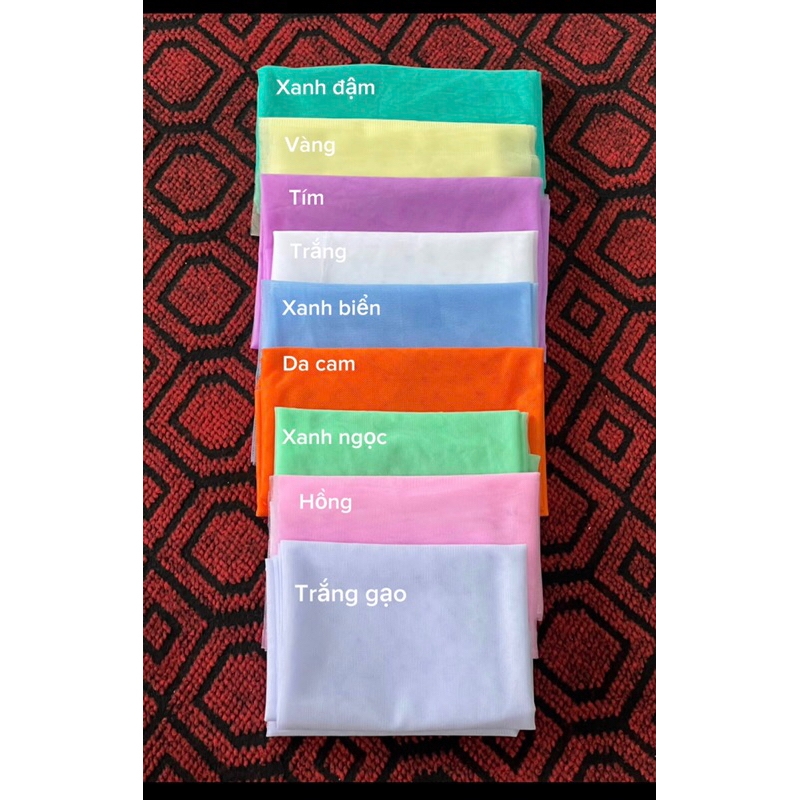 Xanh đậm
Vàng
Tím
Trắng
Xanh biển
Da cam
Xanh ngọc
Hồng
Trắng gạo